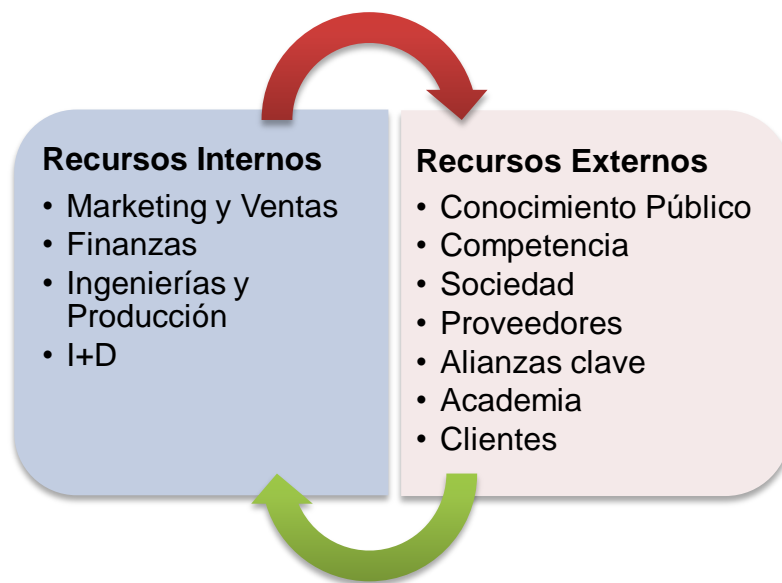 Recursos Internos
• Marketing y Ventas
• Finanzas
• Ingenierías y
Producción
• I+D
Recursos Externos
• Conocimiento Público
• Competencia
• Sociedad
• Proveedores
• Alianzas clave
• Academia
• Clientes